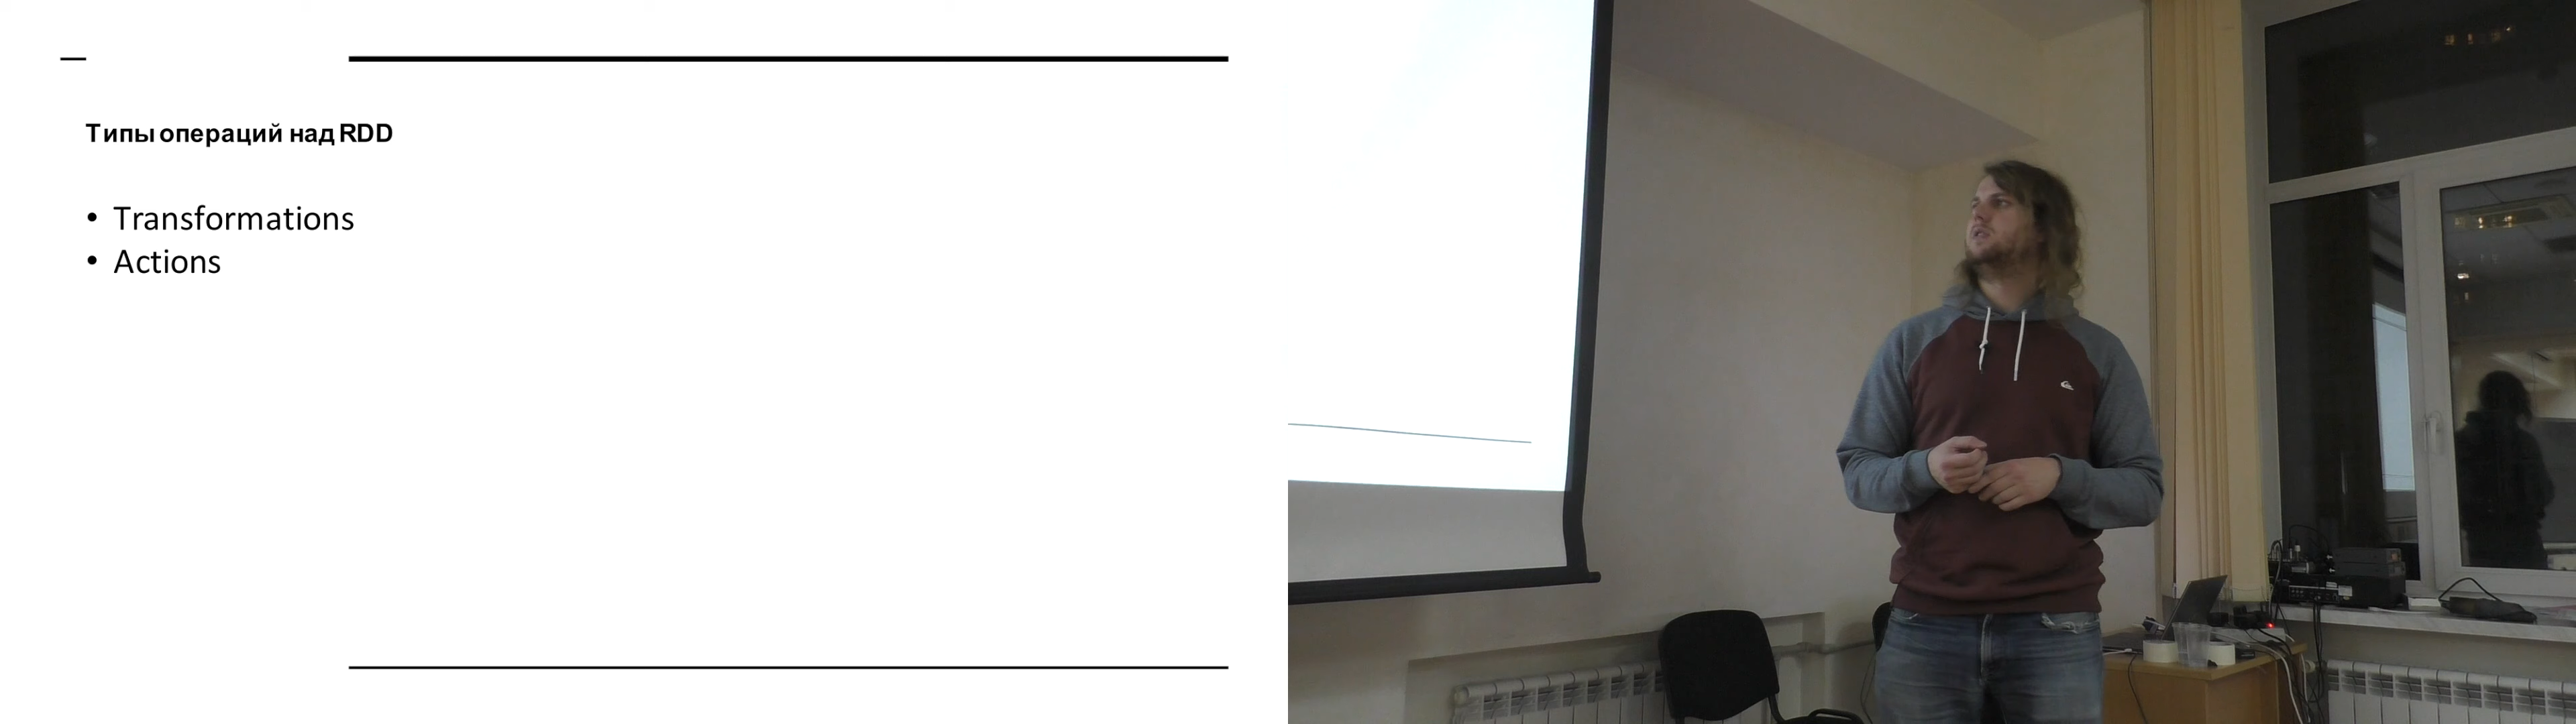 Типы операций над RDD
• Transformations
• Actions